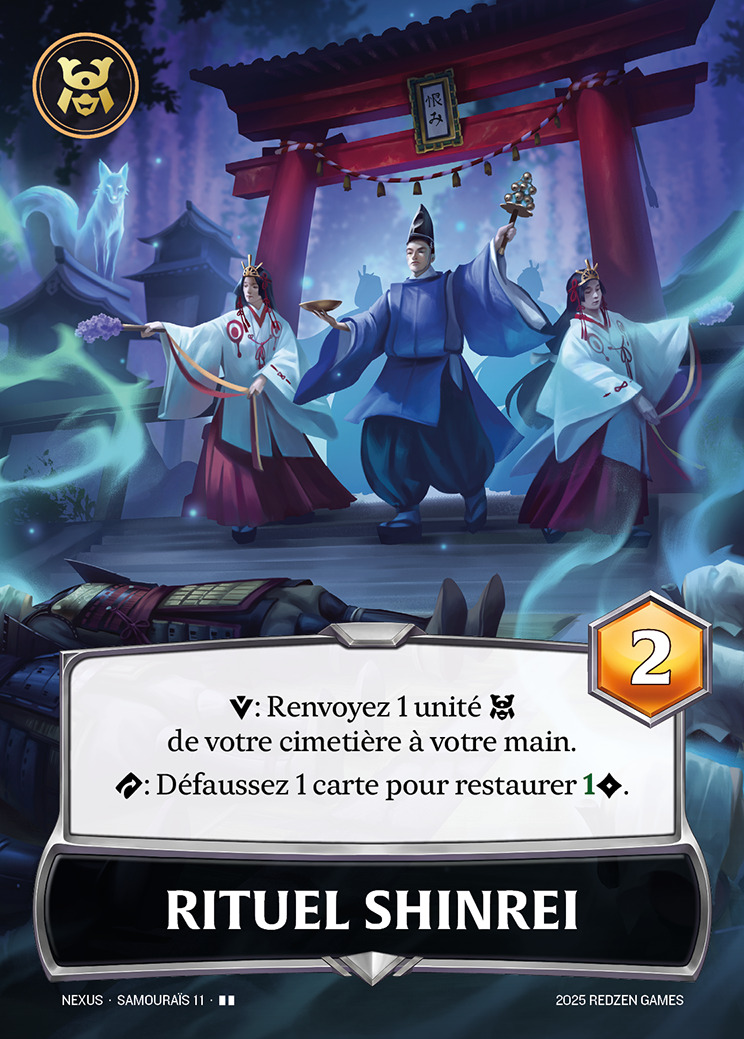 恨み
2
: Renvoyez 1 unité
de votre cimetière à votre main.
: Défaussez 1 carte pour restaurer 1.
RITUEL SHINREI
NEXUS · SAMOURAÏS 11 ·
2025 REDZEN GAMES